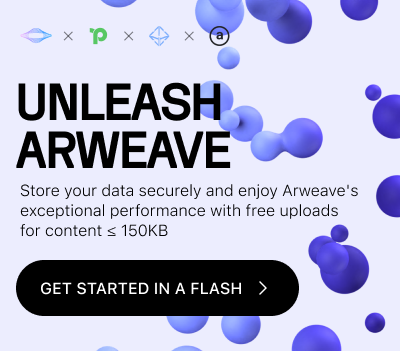 × p × × a
UNLEASH
ARWEAVE
Store your data securely and enjoy Arweave's
exceptional performance with free uploads
for content ≤ 150KB
GET STARTED IN A FLASH